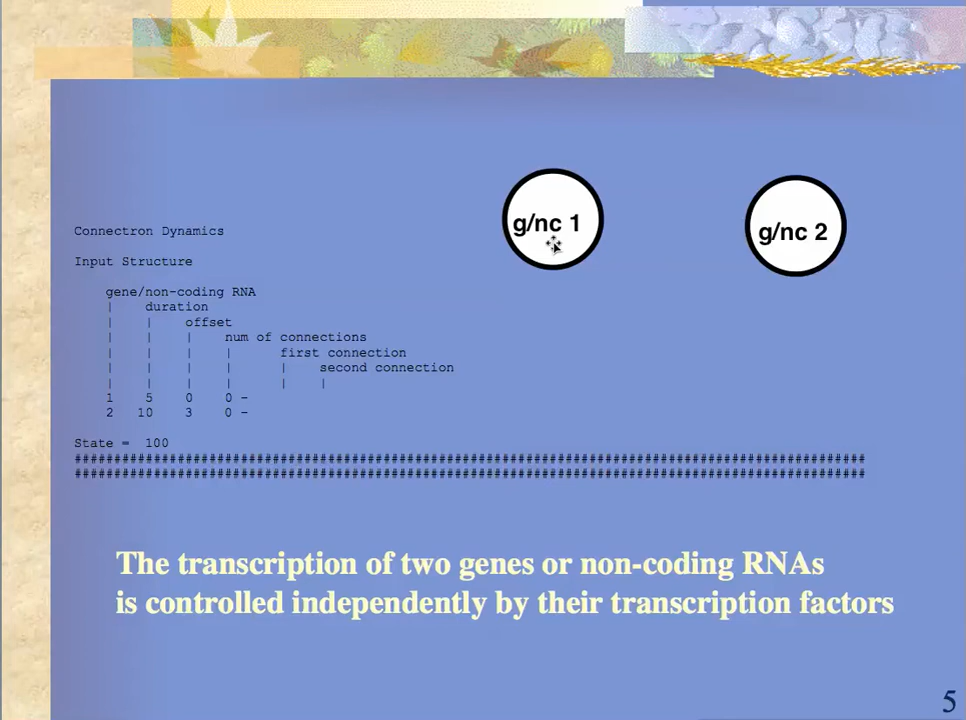 g/nc 1
g/nc 2
Connectron Dynamics
Input Structure
gene/non-coding RNA
| duration
| | offset
| | | num of connections
| | | | first connection
| | | | | second connection
| | | | | |
1 5 0 0 -
2 10 3 0 -
State = 100
####################################################################################################
####################################################################################################
The transcription of two genes or non-coding RNAs
is controlled independently by their transcription factors
5